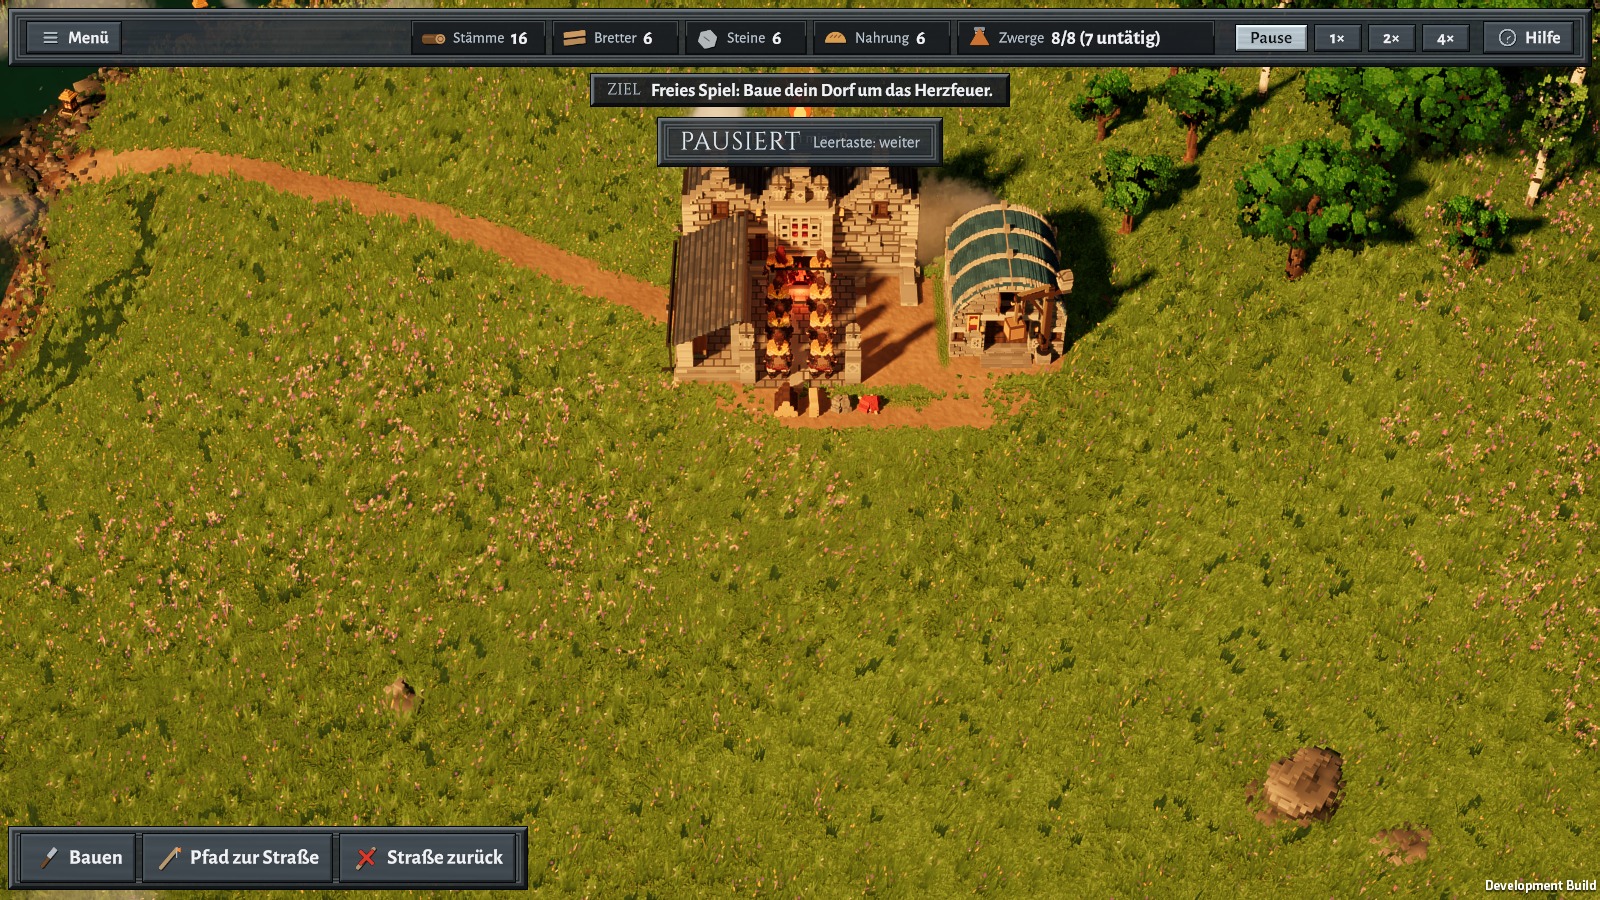 Menü
Stämme 16
Bretter 6
Steine 6
Nahrung 6
Zwerge 8/8 (7 untätig)
Pause
1×
2×
4×
Hilfe
ZIEL Freies Spiel: Baue dein Dorf um das Herzfeuer.
PAUSIERT Leertaste: weiter
Bauen
Pfad zur Straße
Straße zurück
Development Build